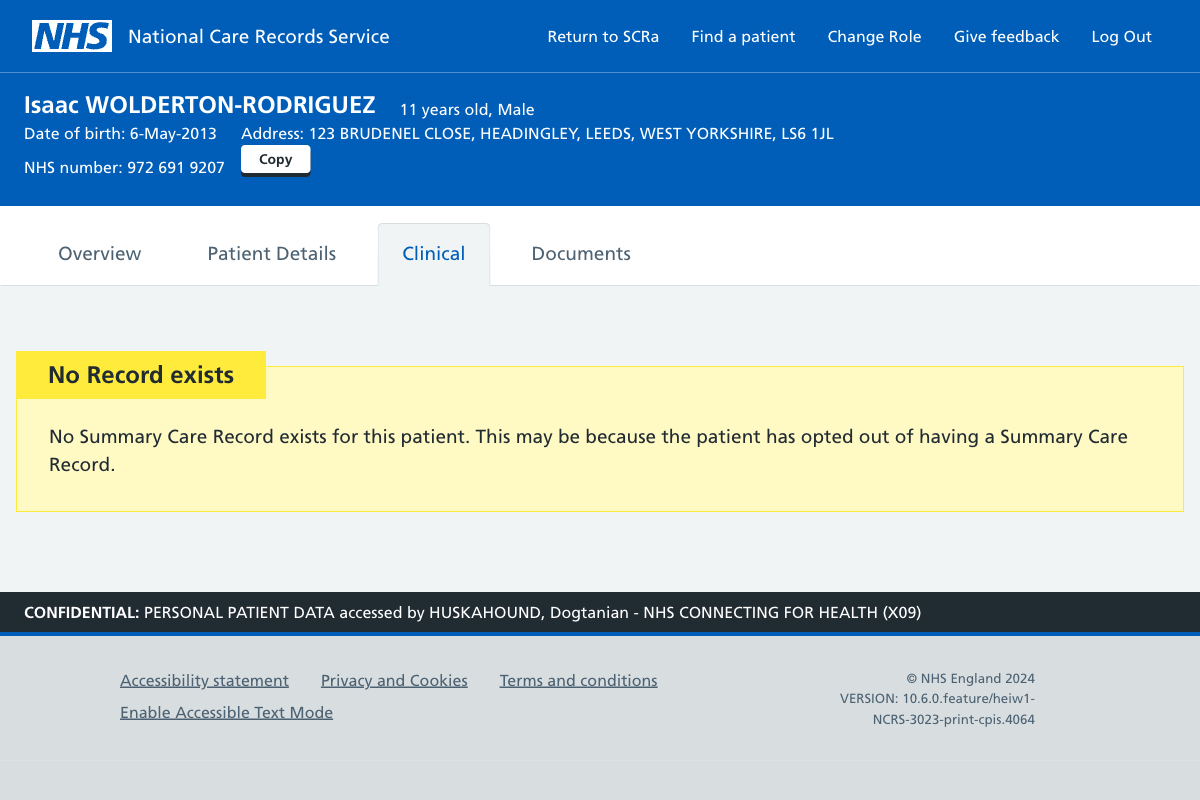 NHS National Care Records Service Return to SCRa Find a patient Change Role Give feedback Log Out
Isaac WOLDERTON-RODRIGUEZ 11 years old, Male
Date of birth: 6-May-2013 Address: 123 BRUDENEL CLOSE, HEADINGLEY, LEEDS, WEST YORKSHIRE, LS6 1JL
NHS number: 972 691 9207 Copy
Overview Patient Details Clinical Documents
No Record exists
No Summary Care Record exists for this patient. This may be because the patient has opted out of having a Summary Care
Record.
CONFIDENTIAL: PERSONAL PATIENT DATA accessed by HUSKAHOUND, Dogtanian - NHS CONNECTING FOR HEALTH (X09)
Accessibility statement Privacy and Cookies Terms and conditions
Enable Accessible Text Mode
© NHS England 2024
VERSION: 10.6.0.feature/heiw1-
NCRS-3023-print-cpis.4064